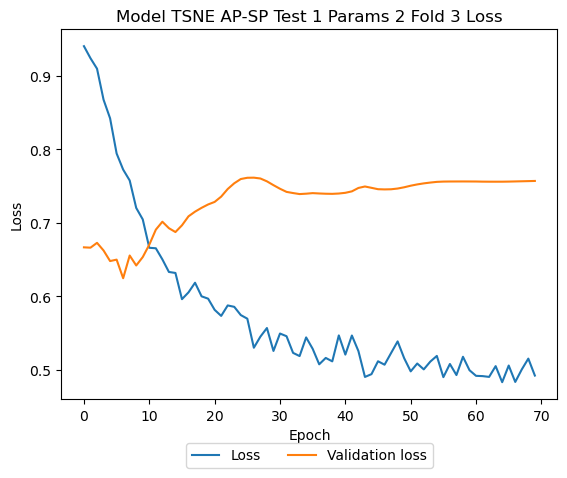 Model TSNE AP-SP Test 1 Params 2 Fold 3 Loss
0.9
0.8
0.7
0.6
0.5
Loss
0 10 20 30 40 50 60 70
Epoch
Loss Validation loss